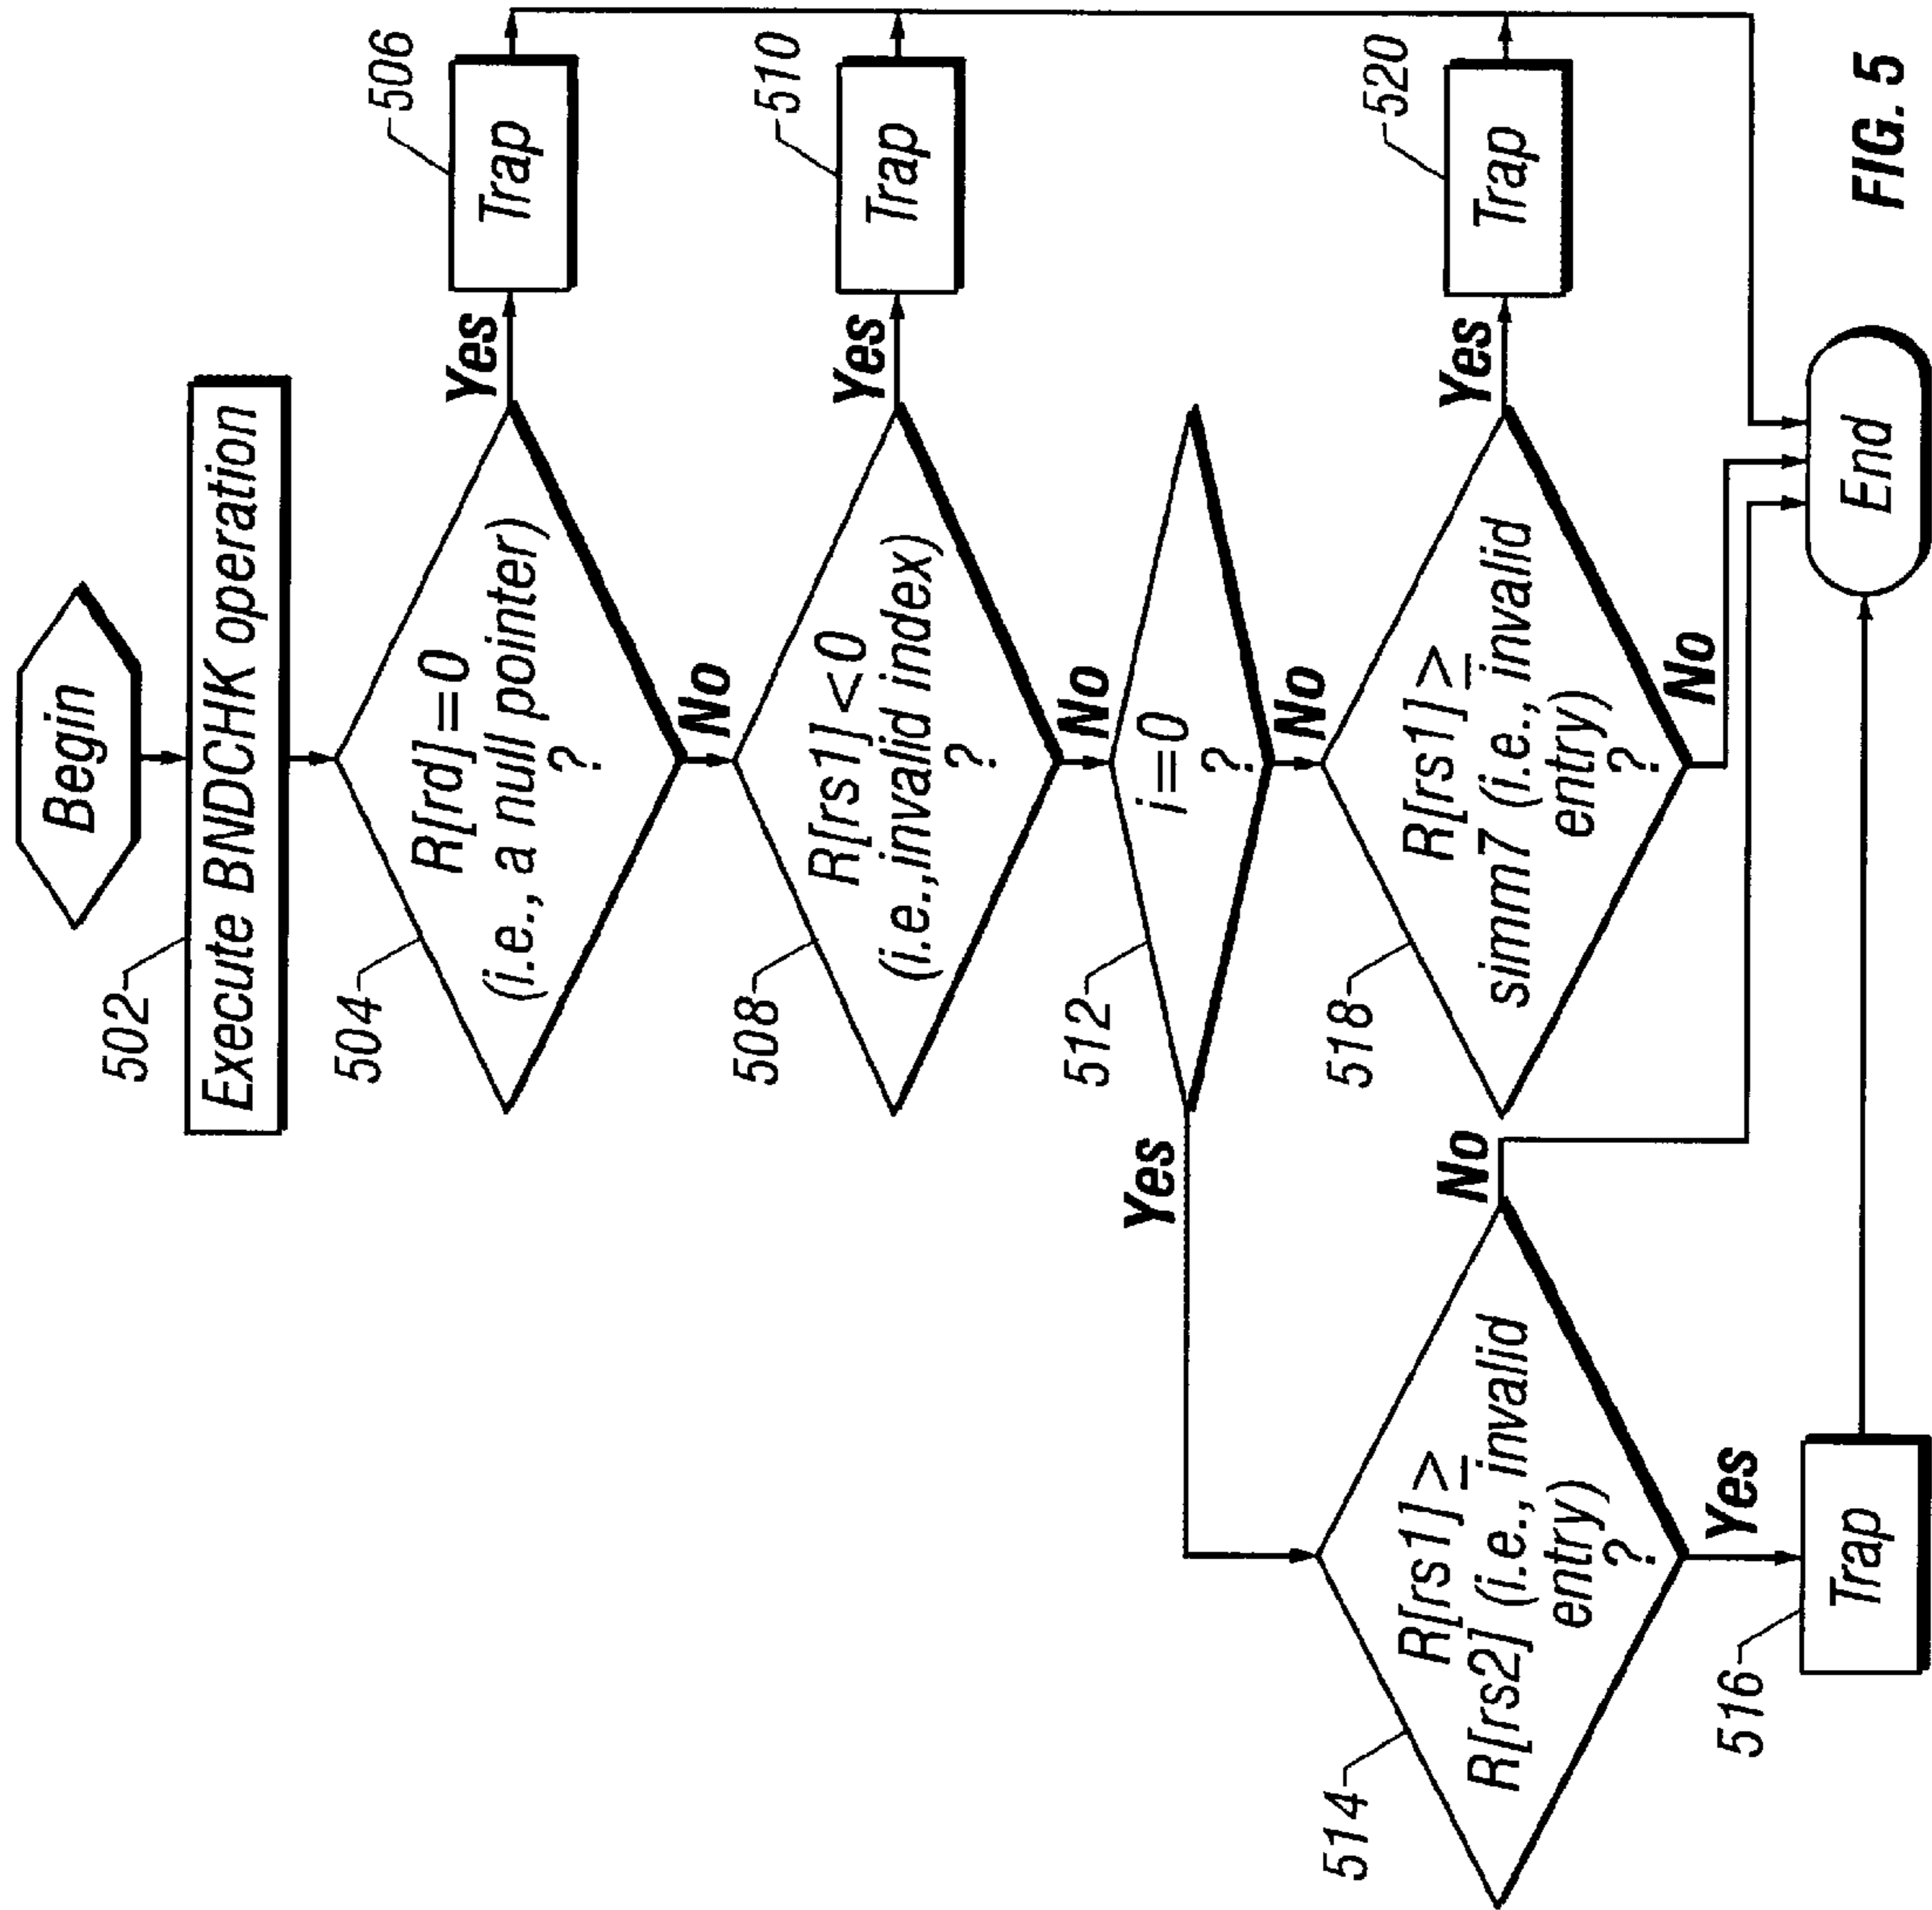 Begin
502
Execute BNDCHK operation
504
R[rd]=0
(i.e., a null pointer)
?
Yes
506
Trap
No
508
R[rs1]<0
(i.e.,invalid index)
?
Yes
510
Trap
No
512
i=0
?
Yes
No
514
R[rs1]≥
R[rs2] (i.e., invalid
entry)
?
No
Yes
516
Trap
518
R[rs1]≥
simm7 (i.e., invalid
entry)
?
Yes
520
Trap
No
End
FIG. 5